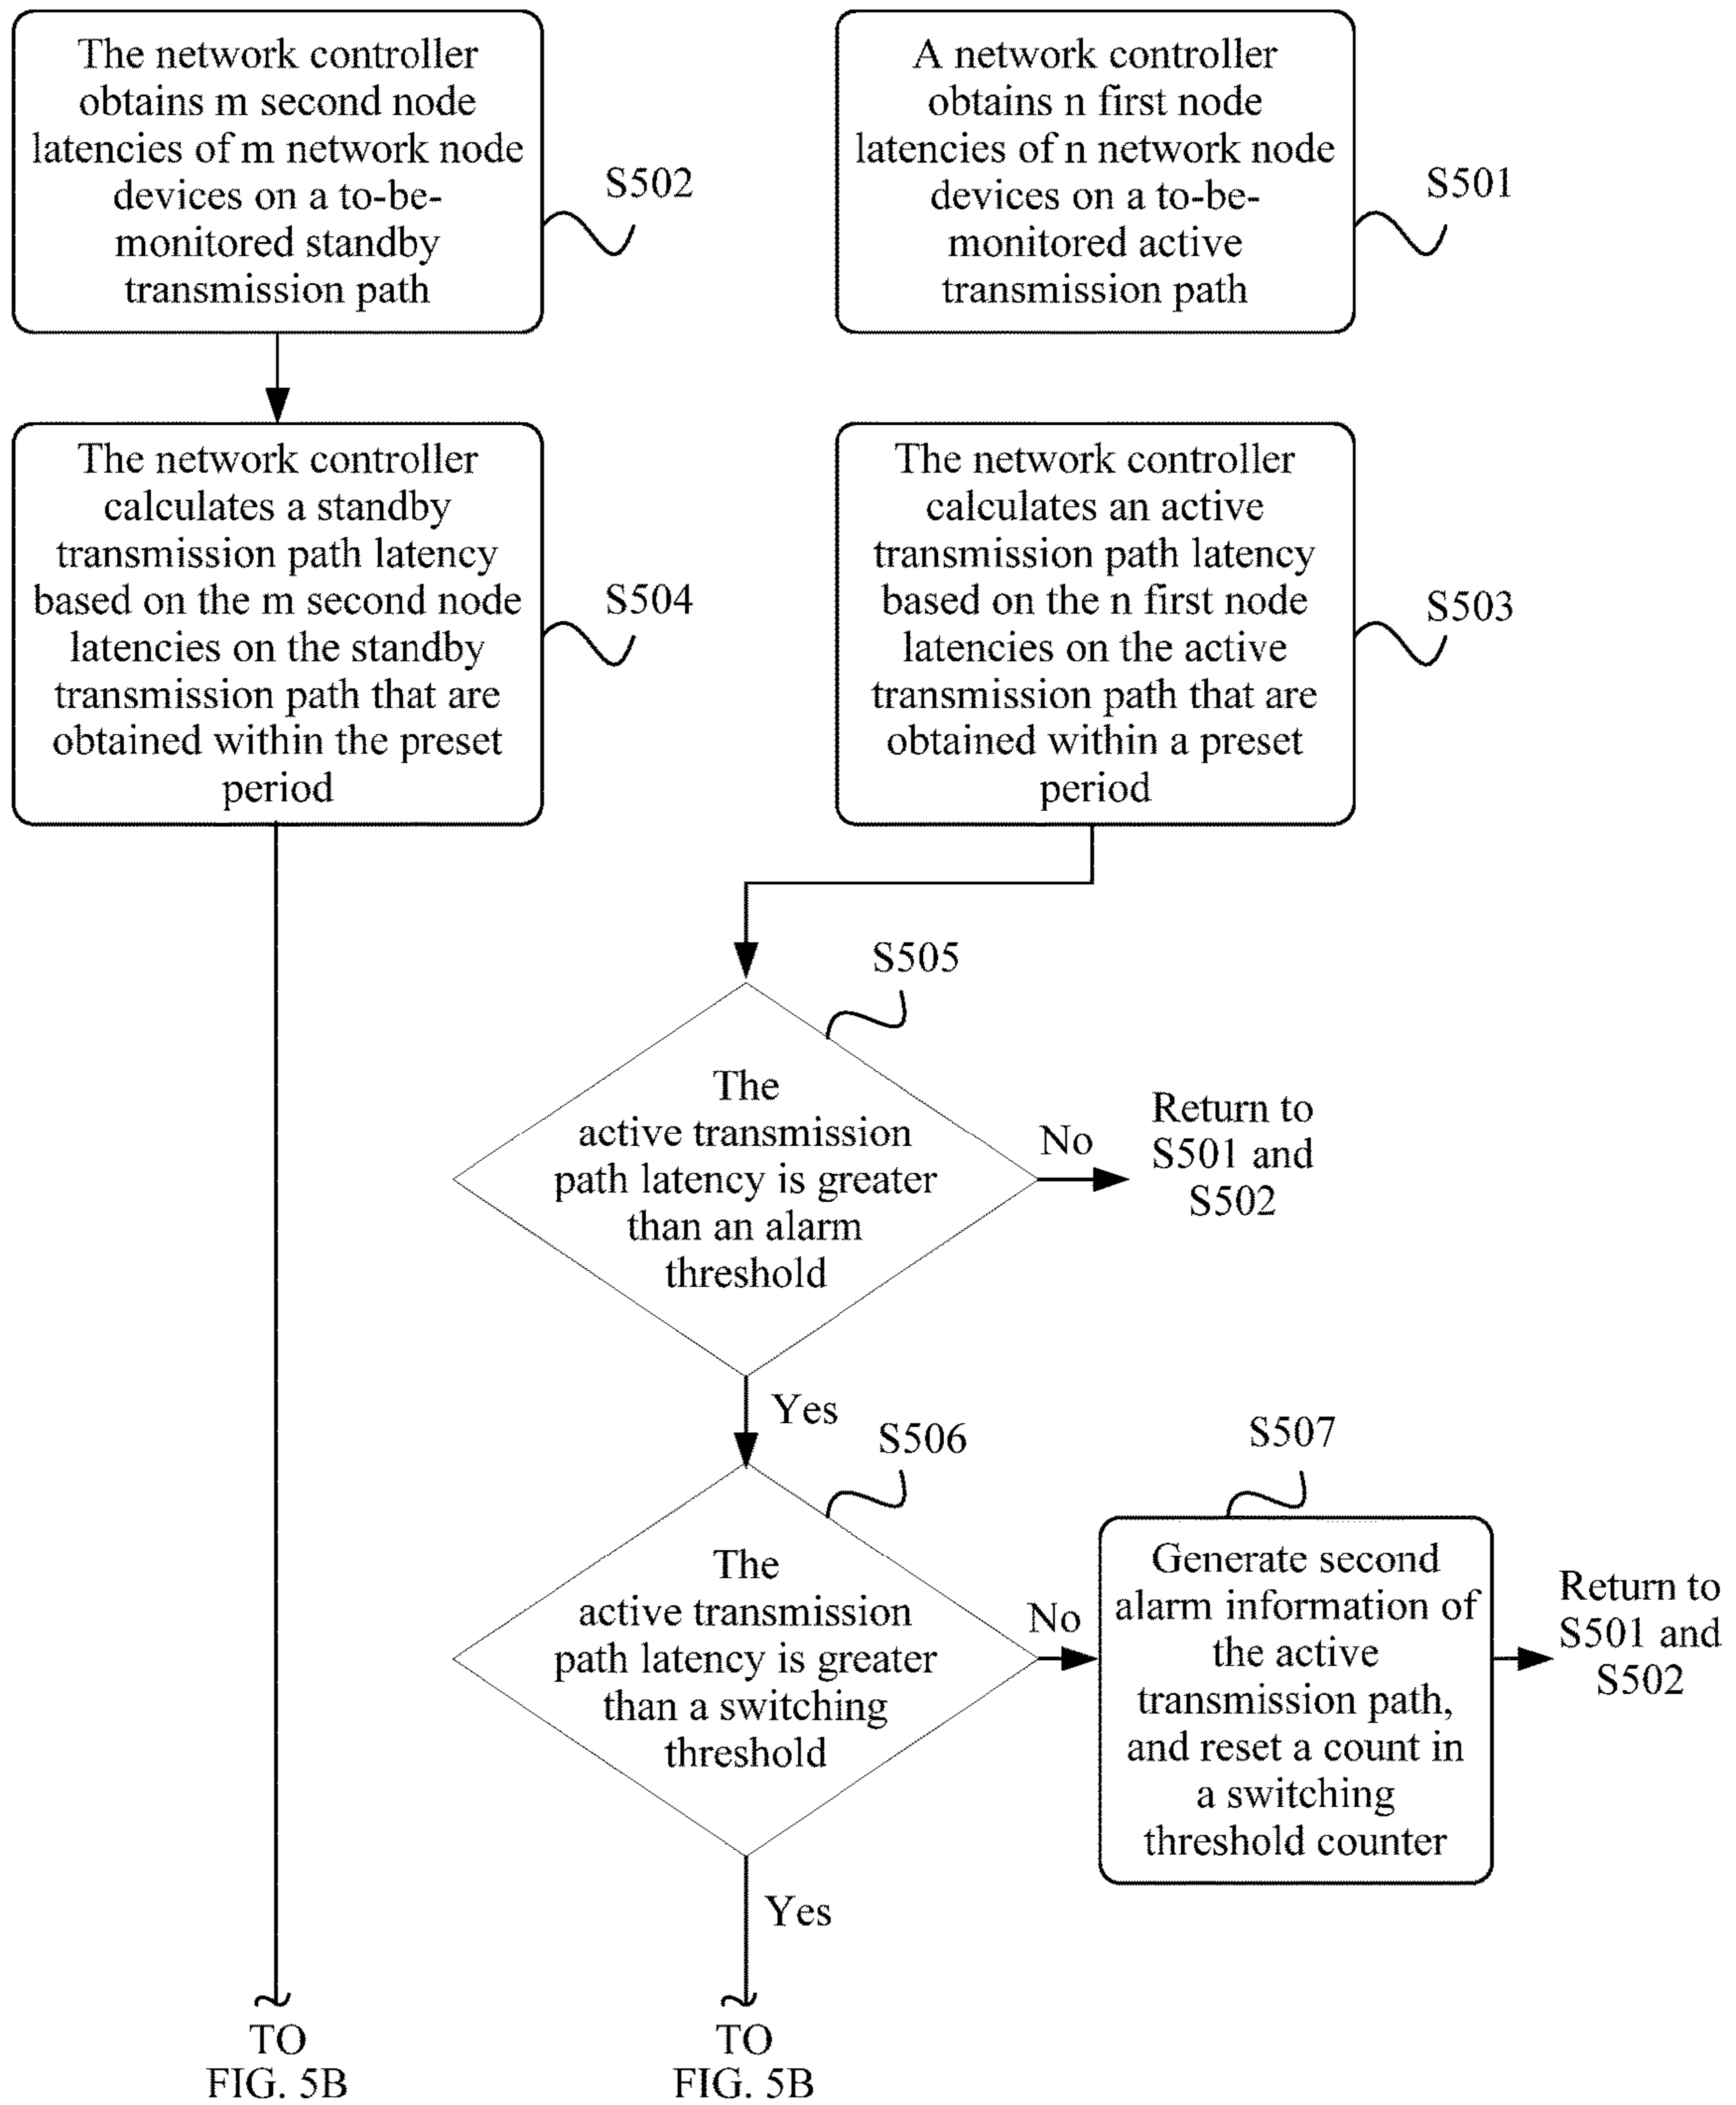 The network controller
obtains m second node
latencies of m network node
devices on a to-be-
monitored standby
transmission path
S502
A network controller
obtains n first node
latencies of n network node
devices on a to-be-
monitored active
transmission path
S501
The network controller
calculates a standby
transmission path latency
based on the m second node
latencies on the standby
transmission path that are
obtained within the preset
period
S504
The network controller
calculates an active
transmission path latency
based on the n first node
latencies on the active
transmission path that are
obtained within a preset
period
S503
S505
The
active transmission
path latency is greater
than an alarm
threshold
No
Return to
S501 and
S502
Yes
S506
The
active transmission
path latency is greater
than a switching
threshold
No
S507
Generate second
alarm information of
the active
transmission path,
and reset a count in
a switching
threshold counter
Return to
S501 and
S502
Yes
TO
FIG. 5B
TO
FIG. 5B